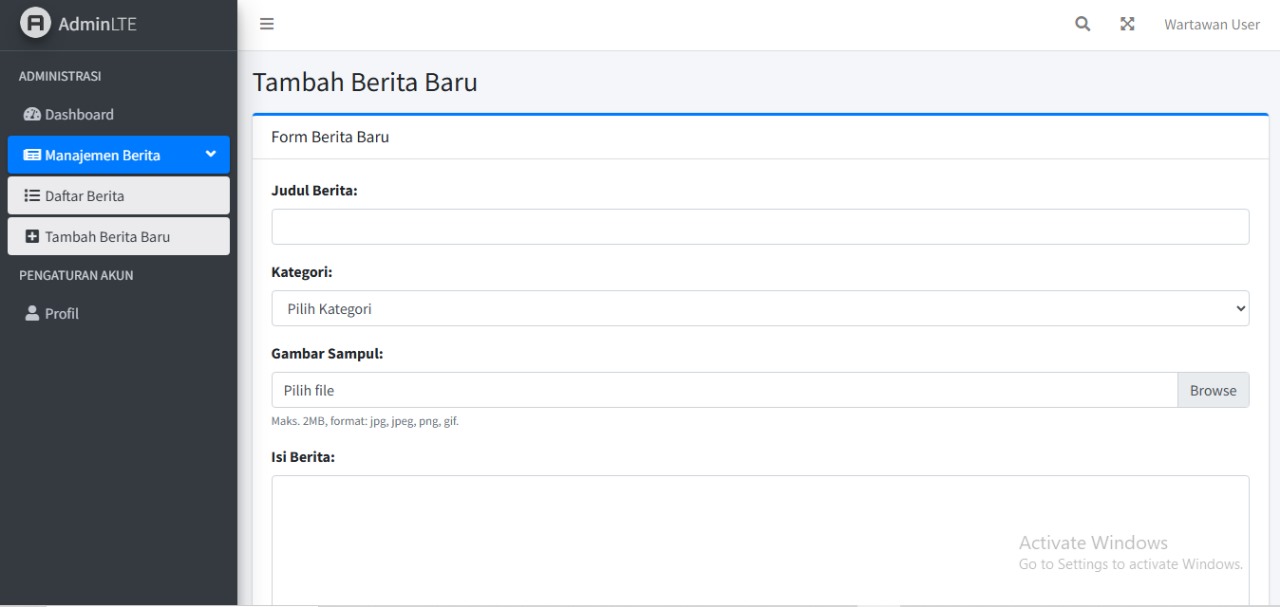 AdminLTE
Wartawan User
ADMINISTRASI
Dashboard
Manajemen Berita
Daftar Berita
Tambah Berita Baru
PENGATURAN AKUN
Profil
Tambah Berita Baru
Form Berita Baru
Judul Berita:
Kategori:
Pilih Kategori
Gambar Sampul:
Pilih file
Browse
Maks. 2MB, format: jpg, jpeg, png, gif.
Isi Berita:
Activate Windows
Go to Settings to activate Windows.